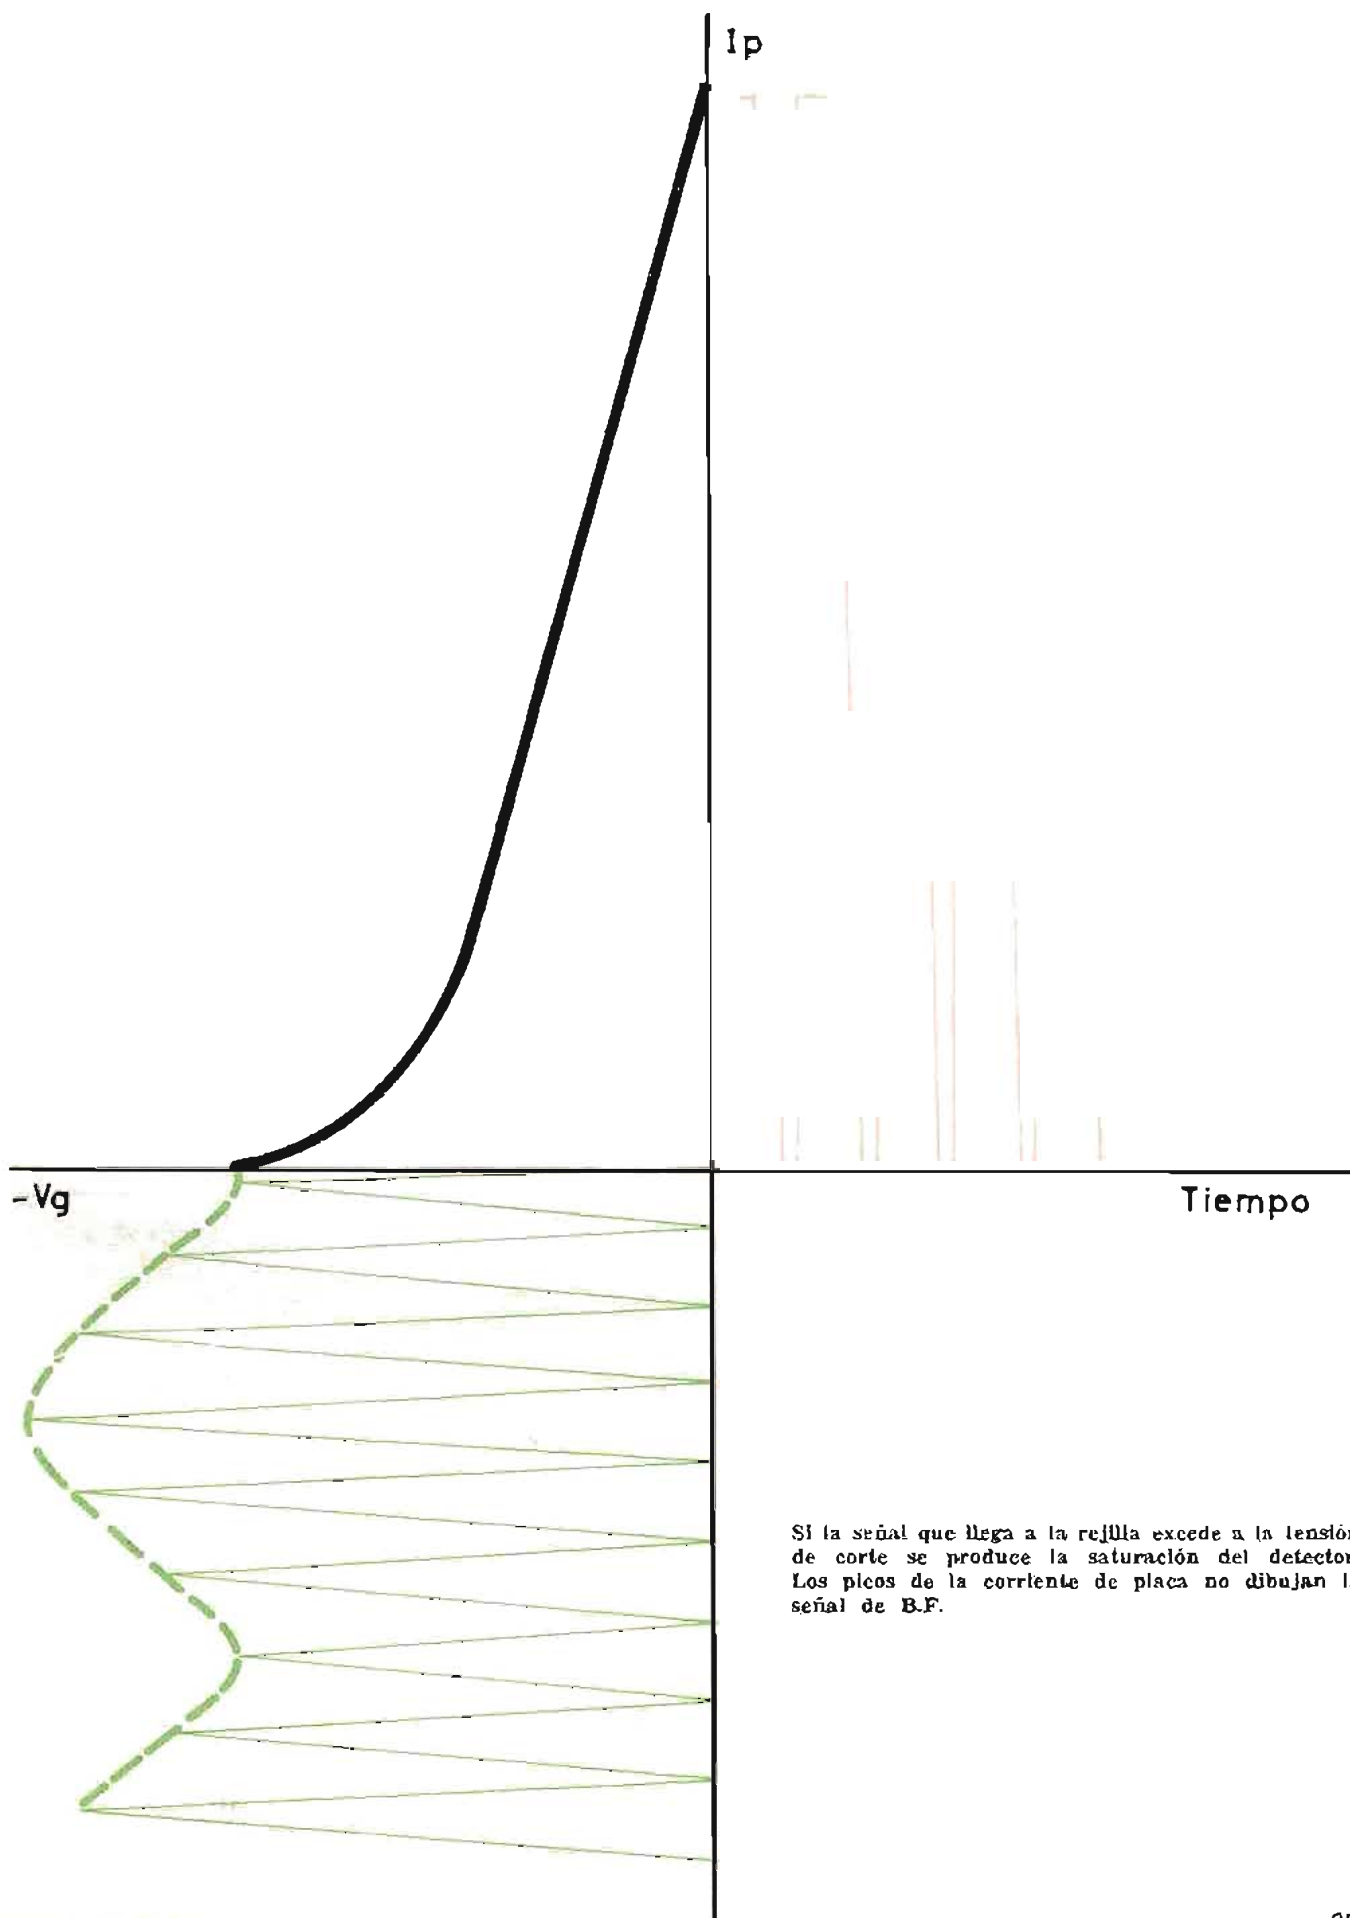 Ip
-Vg
Tiempo
Si la señal que llega a la rejilla excede a la tensión
de corte se produce la saturación del detector
Los picos de la corriente de placa no dibujan l
señal de B.F.